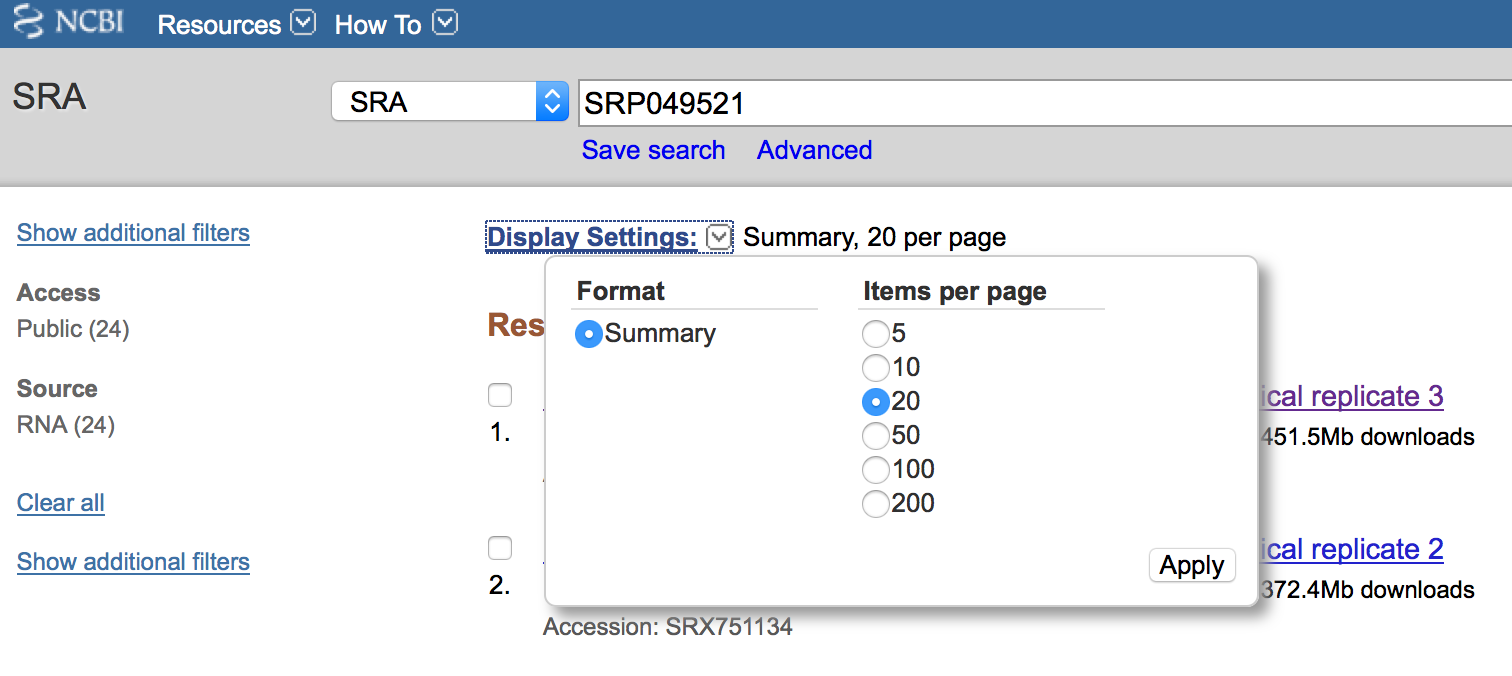 NCBI Resources How To
SRA
SRA
SRP049521
Save search Advanced
Show additional filters
Access
Public (24)
Source
RNA (24)
Clear all
Show additional filters
Display Settings: Summary, 20 per page
Format
Summary
Items per page
5
10
20
50
100
200
Apply
Res
1.
ical replicate 3
451.5Mb downloads
2.
ical replicate 2
372.4Mb downloads
Accession: SRX751134